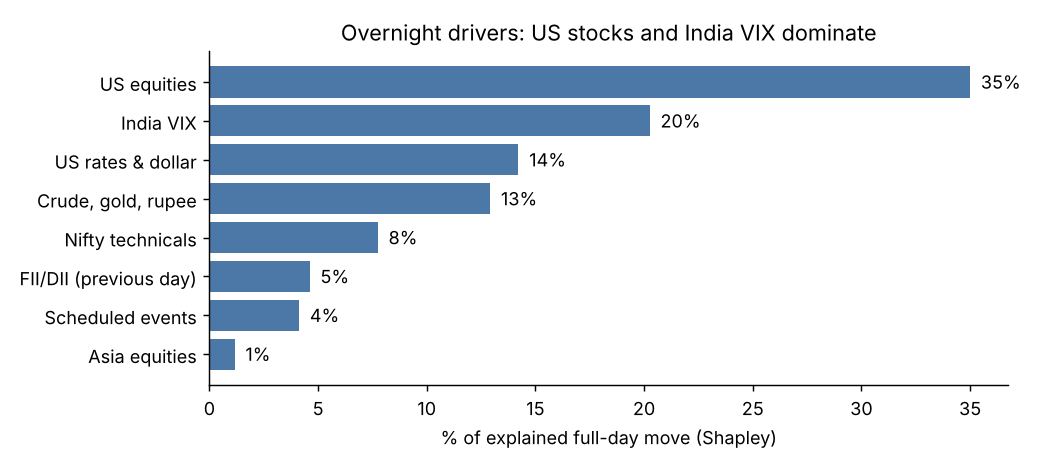 Overnight drivers: US stocks and India VIX dominate
US equities 35%
India VIX 20%
US rates & dollar 14%
Crude, gold, rupee 13%
Nifty technicals 8%
FII/DII (previous day) 5%
Scheduled events 4%
Asia equities 1%
0 5 10 15 20 25 30 35
% of explained full-day move (Shapley)